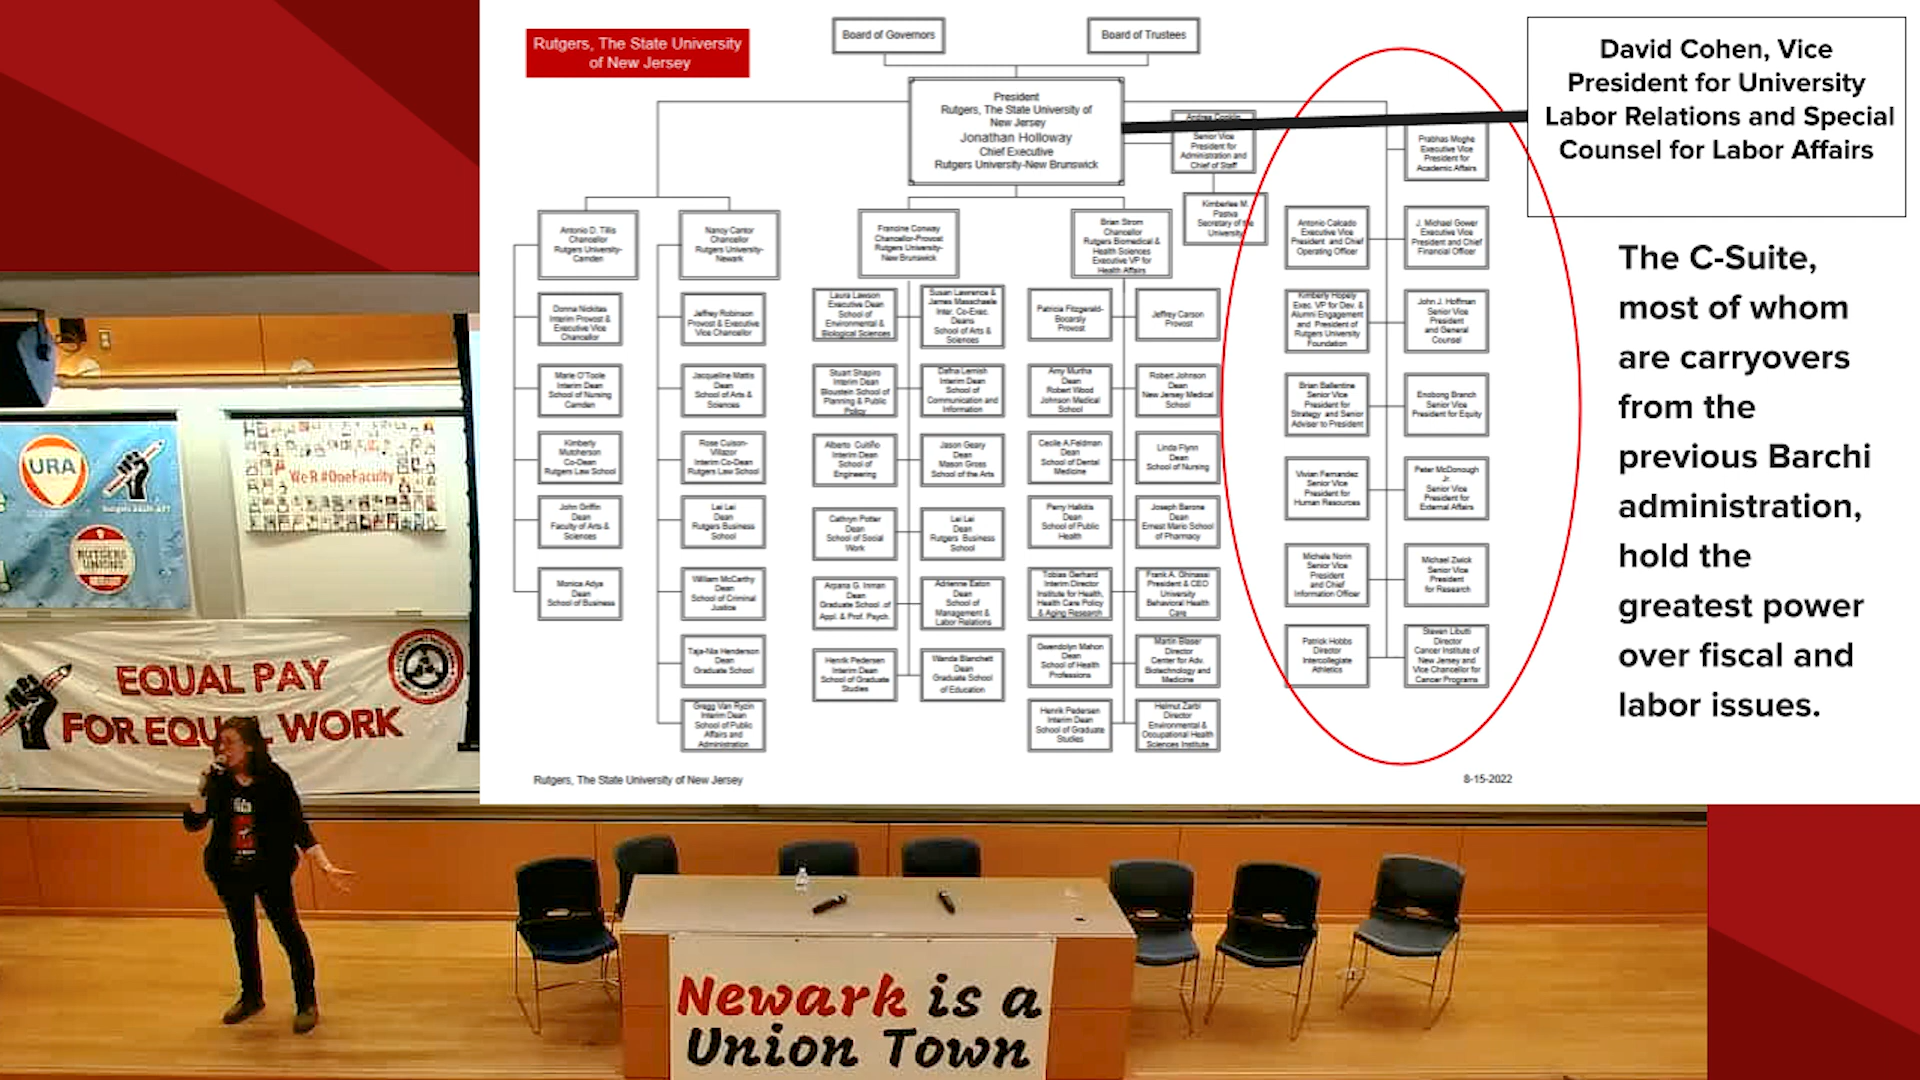 Rutgers, The State University
of New Jersey
Board of Governors
Board of Trustees
President
Rutgers, The State University of
New Jersey
Jonathan Holloway
Chief Executive
Rutgers University-New Brunswick
Andrea Conklin
Senior Vice
President for
Administration and
Chief of Staff
Kimberlee M.
Pastva
Secretary of the
University
David Cohen, Vice
President for University
Labor Relations and Special
Counsel for Labor Affairs
Antonio D. Tillis
Chancellor
Rutgers University-
Camden
Donna Nickitas
Interim Provost &
Executive Vice
Chancellor
Marie O'Toole
Interim Dean
School of Nursing
Camden
Kimberly
Mutcherson
Co-Dean
Rutgers Law School
John Griffin
Dean
Faculty of Arts &
Sciences
Monica Adya
Dean
School of Business
Nancy Cantor
Chancellor
Rutgers University-
Newark
Jeffrey Robinson
Provost & Executive
Vice Chancellor
Jacqueline Mattis
Dean
School of Arts &
Sciences
Rose Cuison-
Villazor
Interim Co-Dean
Rutgers Law School
Lei Lei
Dean
Rutgers Business
School
William McCarthy
Dean
School of Criminal
Justice
Taja-Nia Henderson
Dean
Graduate School
Gregg Van Ryzin
Interim Dean
School of Public
Affairs and
Administration
Francine Conway
Chancellor-Provost
Rutgers University-
New Brunswick
Laura Lawson
Executive Dean
School of
Environmental &
Biological Sciences
Stuart Shapiro
Interim Dean
Bloustein School of
Planning & Public
Policy
Alberto Cuitiño
Interim Dean
School of
Engineering
Cathryn Potter
Dean
School of Social
Work
Arpana G. Inman
Dean
Graduate School of
Appl. & Prof. Psych.
Henrik Pedersen
Interim Dean
School of Graduate
Studies
Susan Lawrence &
James Masschaele
Inter. Co-Exec.
Deans
School of Arts &
Sciences
Dafna Lemish
Interim Dean
School of
Communication and
Information
Jason Geary
Dean
Mason Gross
School of the Arts
Lei Lei
Dean
Rutgers Business
School
Adrienne Eaton
Dean
School of
Management &
Labor Relations
Wanda Blanchett
Dean
Graduate School
of Education
Brian Strom
Chancellor
Rutgers Biomedical &
Health Sciences
Executive VP for
Health Affairs
Patricia Fitzgerald-
Bocarsly
Provost
Amy Murtha
Dean
Robert Wood
Johnson Medical
School
Cecile A.Feldman
Dean
School of Dental
Medicine
Perry Halkitis
Dean
School of Public
Health
Tobias Gerhard
Interim Director
Institute for Health,
Health Care Policy
& Aging Research
Gwendolyn Mahon
Dean
School of Health
Professions
Henrik Pedersen
Interim Dean
School of Graduate
Studies
Jeffrey Carson
Provost
Robert Johnson
Dean
New Jersey Medical
School
Linda Flynn
Dean
School of Nursing
Joseph Barone
Dean
Ernest Mario School
of Pharmacy
Frank A. Ghinassi
President & CEO
University
Behavioral Health
Care
Martin Blaser
Director
Center for Adv.
Biotechnology and
Medicine
Helmut Zarbl
Director
Environmental &
Occupational Health
Sciences Institute
Antonio Calcado
Executive Vice
President and Chief
Operating Officer
Kimberly Hopely
Exec. VP for Dev. &
Alumni Engagement
and President of
Rutgers University
Foundation
Brian Ballentine
Senior Vice
President for
Strategy and Senior
Adviser to President
Vivian Fernandez
Senior Vice
President for
Human Resources
Michele Norin
Senior Vice
President
and Chief
Information Officer
Patrick Hobbs
Director
Intercollegiate
Athletics
Prabhas Moghe
Executive Vice
President for
Academic Affairs
J. Michael Gower
Executive Vice
President and Chief
Financial Officer
John J. Hoffman
Senior Vice
President
and General
Counsel
Enobong Branch
Senior Vice
President for Equity
Peter McDonough
Jr.
Senior Vice
President for
External Affairs
Michael Zwick
Senior Vice
President
for Research
Steven Libutti
Director
Cancer Institute of
New Jersey and
Vice Chancellor for
Cancer Programs
Rutgers, The State University of New Jersey
8-15-2022
The C-Suite,
most of whom
are carryovers
from the
previous Barchi
administration,
hold the
greatest power
over fiscal and
labor issues.
URA
RUTGERS
UNIONS
We R #OneFaculty
EQUAL PAY
FOR EQUAL WORK
Newark is a
Union Town